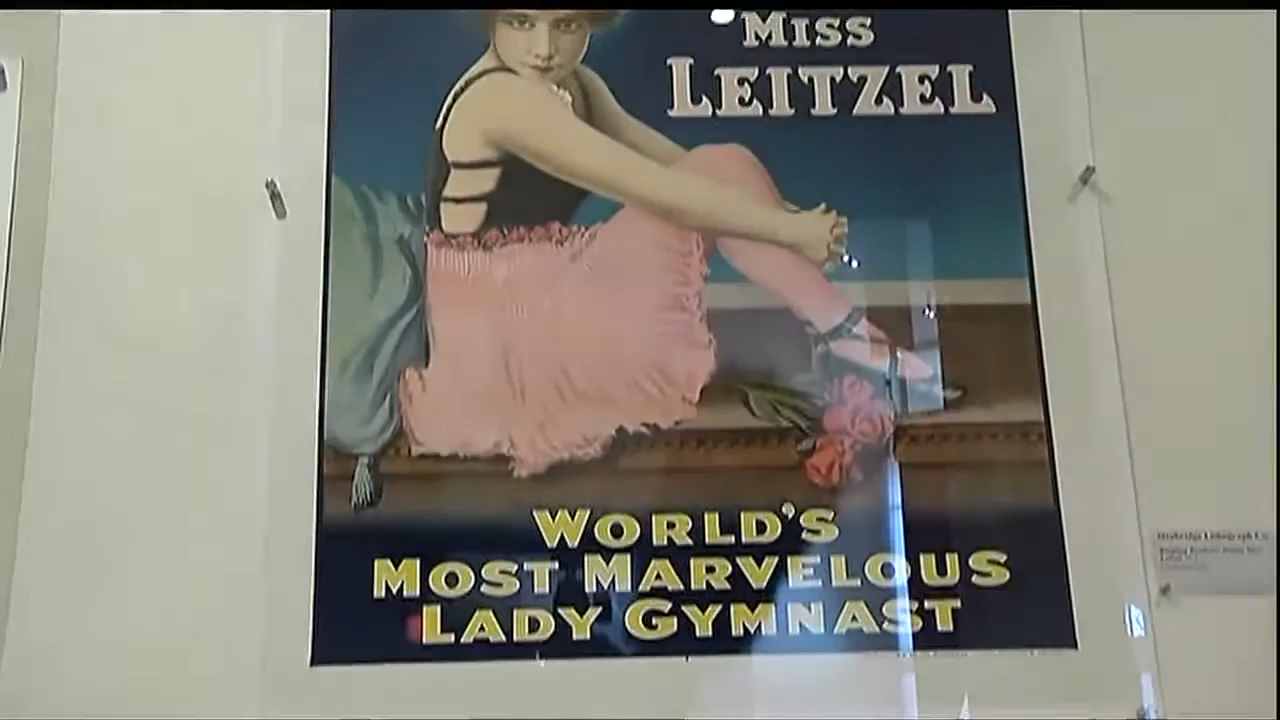 MISS
LEITZEL
WORLD'S
MOST MARVELOUS
LADY GYMNAST